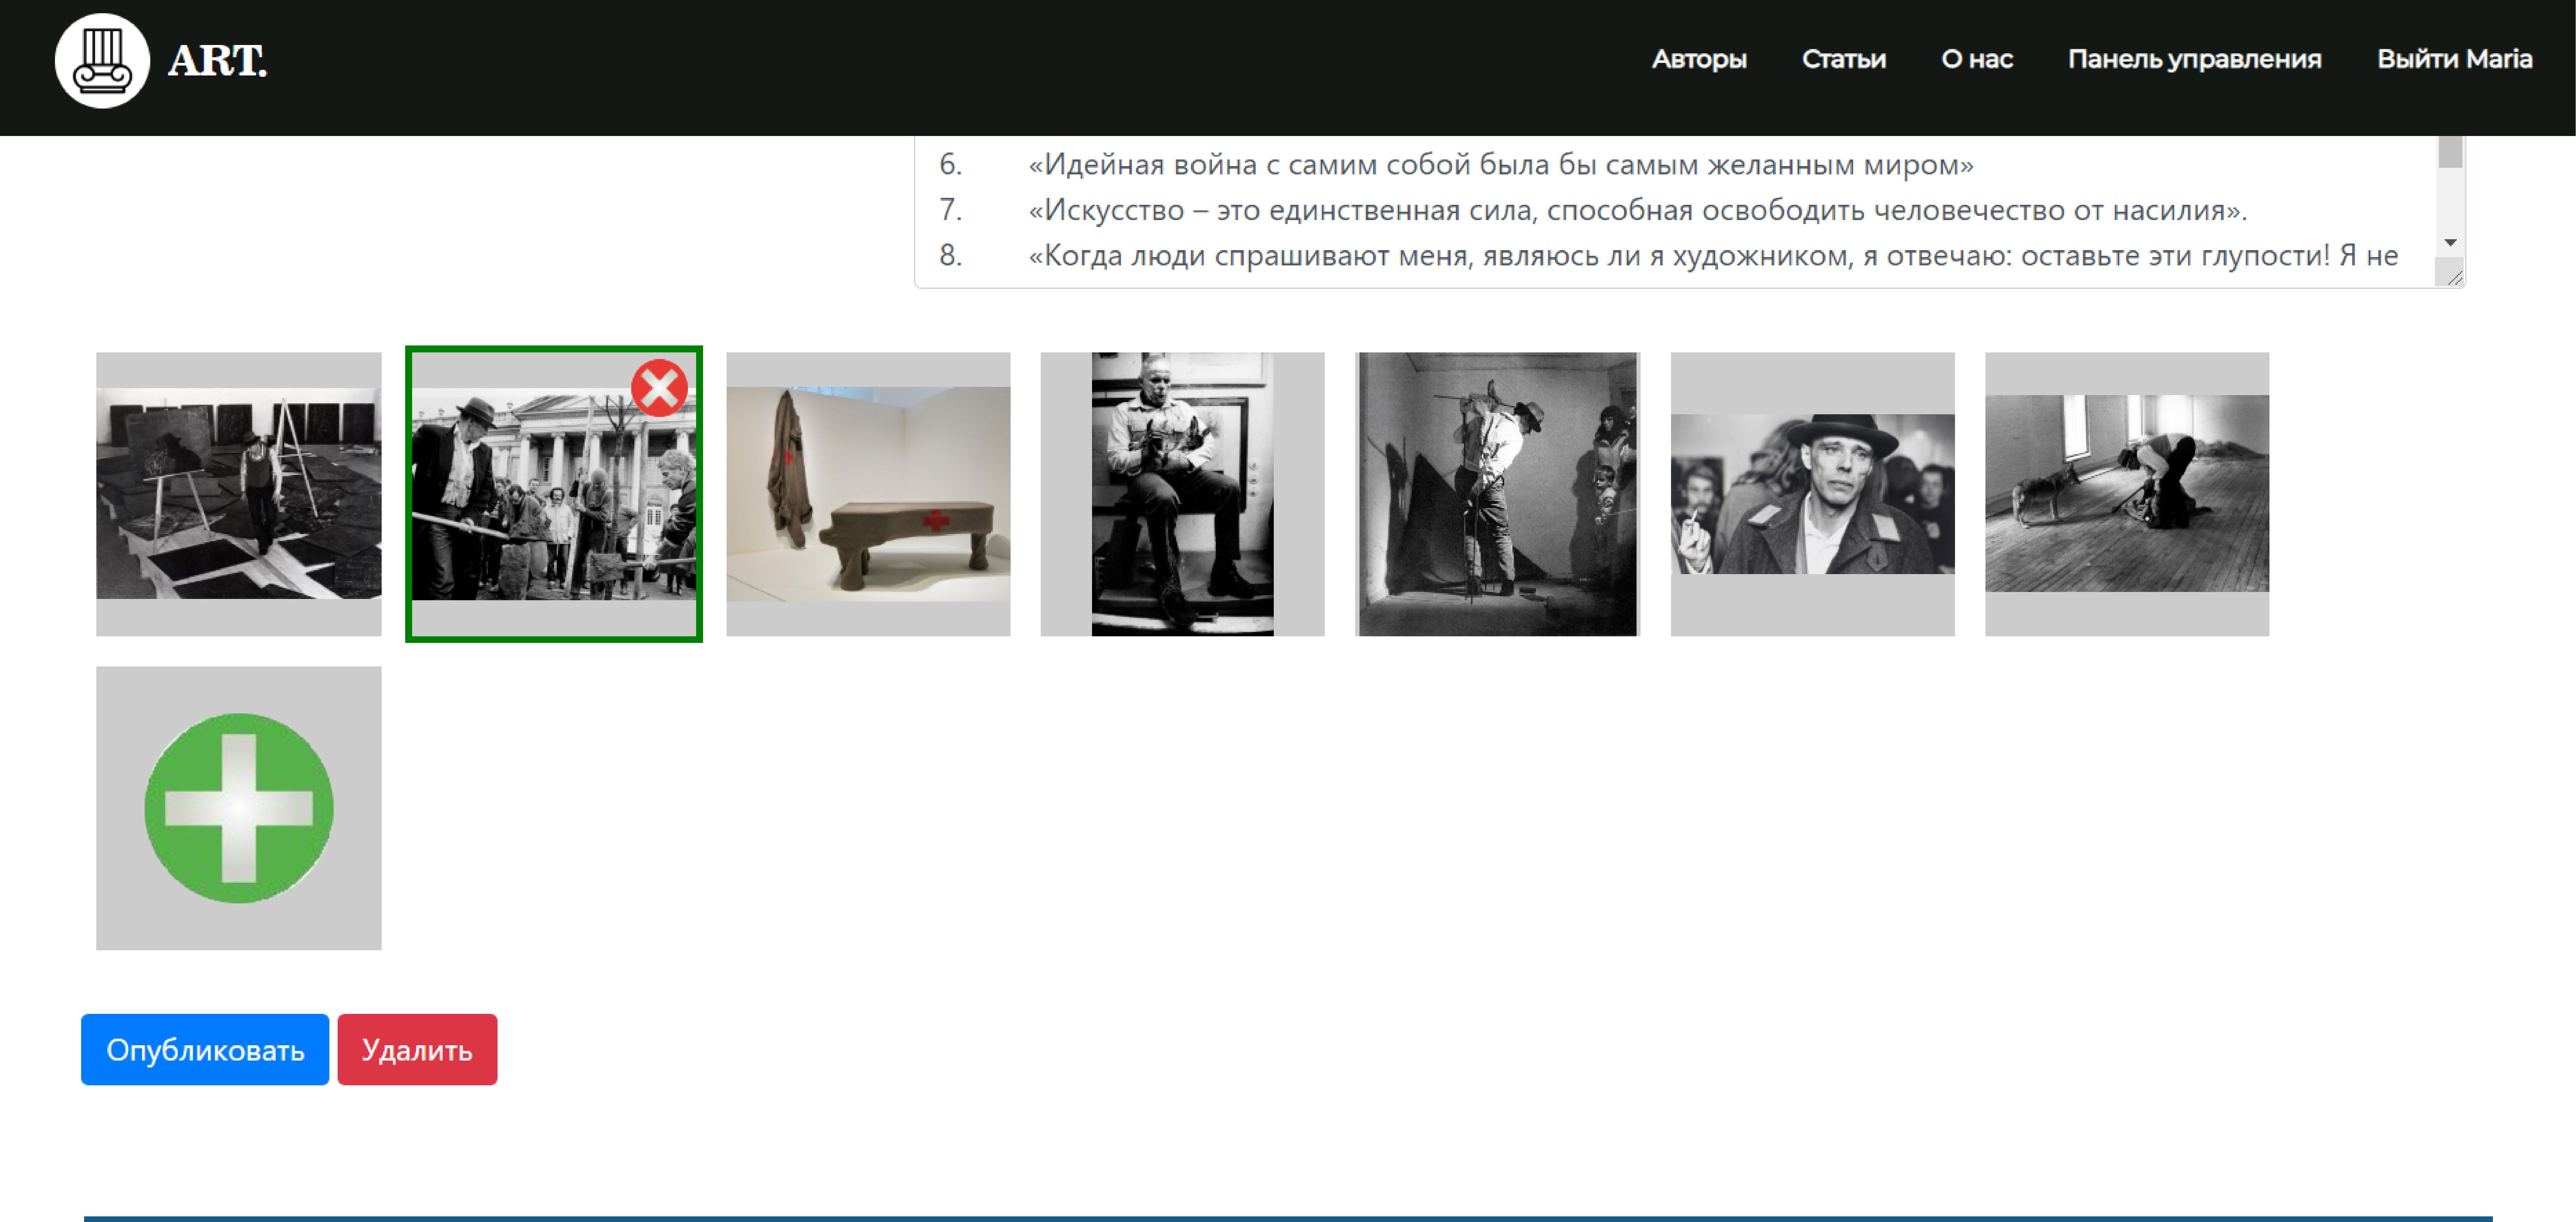 ART.
Авторы Статьи О нас Панель управления Выйти Maria
6. «Идейная война с самим собой была бы самым желанным миром»
7. «Искусство – это единственная сила, способная освободить человечество от насилия».
8. «Когда люди спрашивают меня, являюсь ли я художником, я отвечаю: оставьте эти глупости! Я не
Опубликовать Удалить